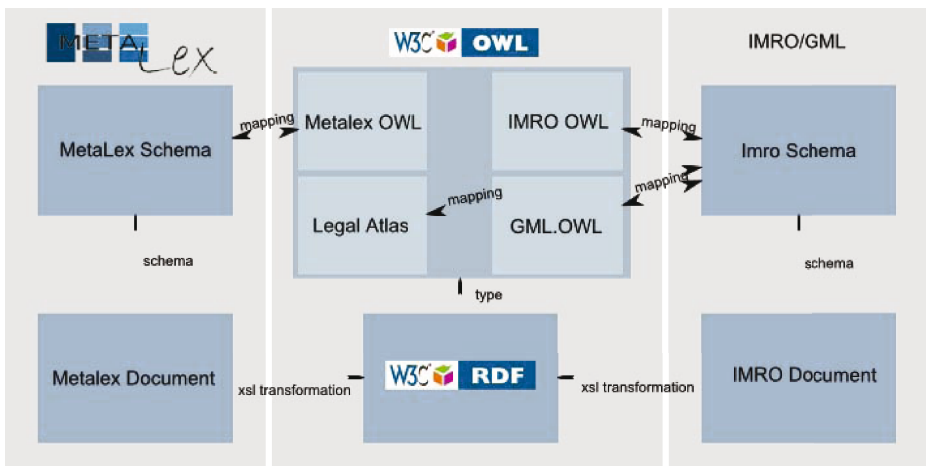 META
Lex
W3C OWL
IMRO/GML
MetaLex Schema
mapping
Metalex OWL
IMRO OWL
mapping
Imro Schema
mapping
Legal Atlas
mapping
GML.OWL
schema
type
schema
Metalex Document
xsl transformation
W3C RDF
xsl transformation
IMRO Document